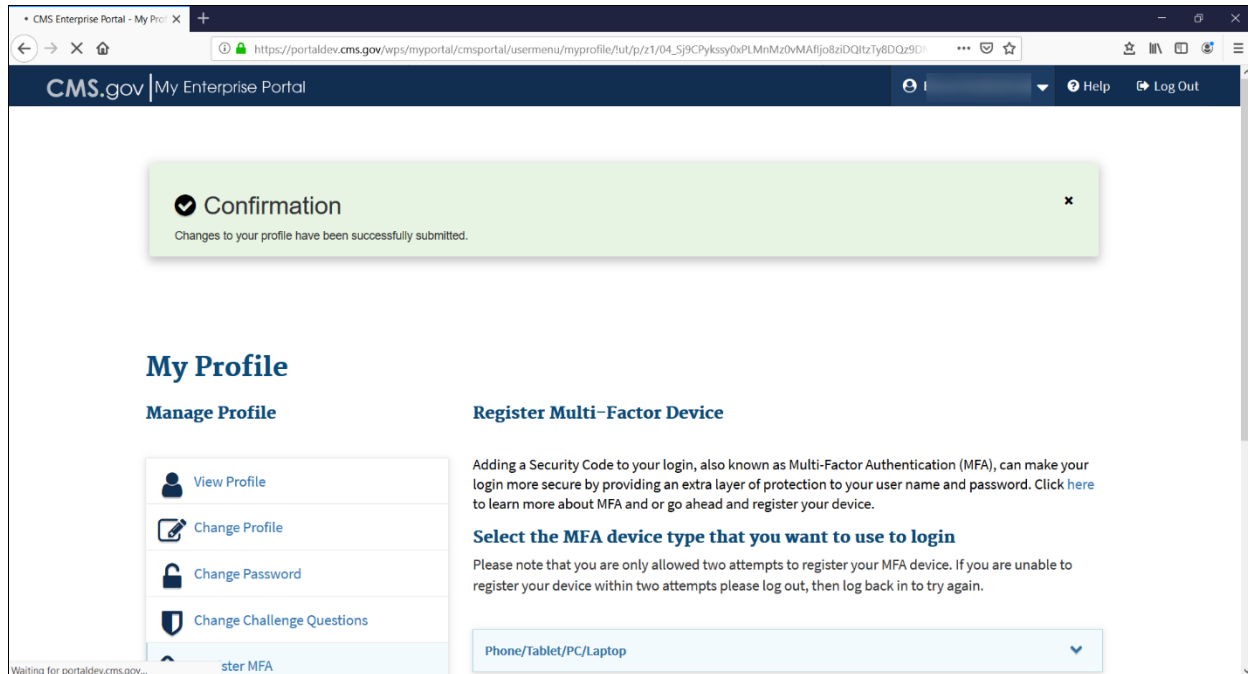 • CMS Enterprise Portal - My Prof
https://portaldev.cms.gov/wps/myportal/cmsportal/usermenu/myprofile/!ut/p/z1/04_Sj9CPykssy0xPLMnMz0vMAfIjo8ziDQItzTy8DQz9DN
CMS.gov My Enterprise Portal
Help Log Out
Confirmation
Changes to your profile have been successfully submitted.
My Profile
Manage Profile
View Profile
Change Profile
Change Password
Change Challenge Questions
ster MFA
Register Multi-Factor Device
Adding a Security Code to your login, also known as Multi-Factor Authentication (MFA), can make your
login more secure by providing an extra layer of protection to your user name and password. Click here
to learn more about MFA and or go ahead and register your device.
Select the MFA device type that you want to use to login
Please note that you are only allowed two attempts to register your MFA device. If you are unable to
register your device within two attempts please log out, then log back in to try again.
Phone/Tablet/PC/Laptop
Waiting for portaldev.cms.gov...